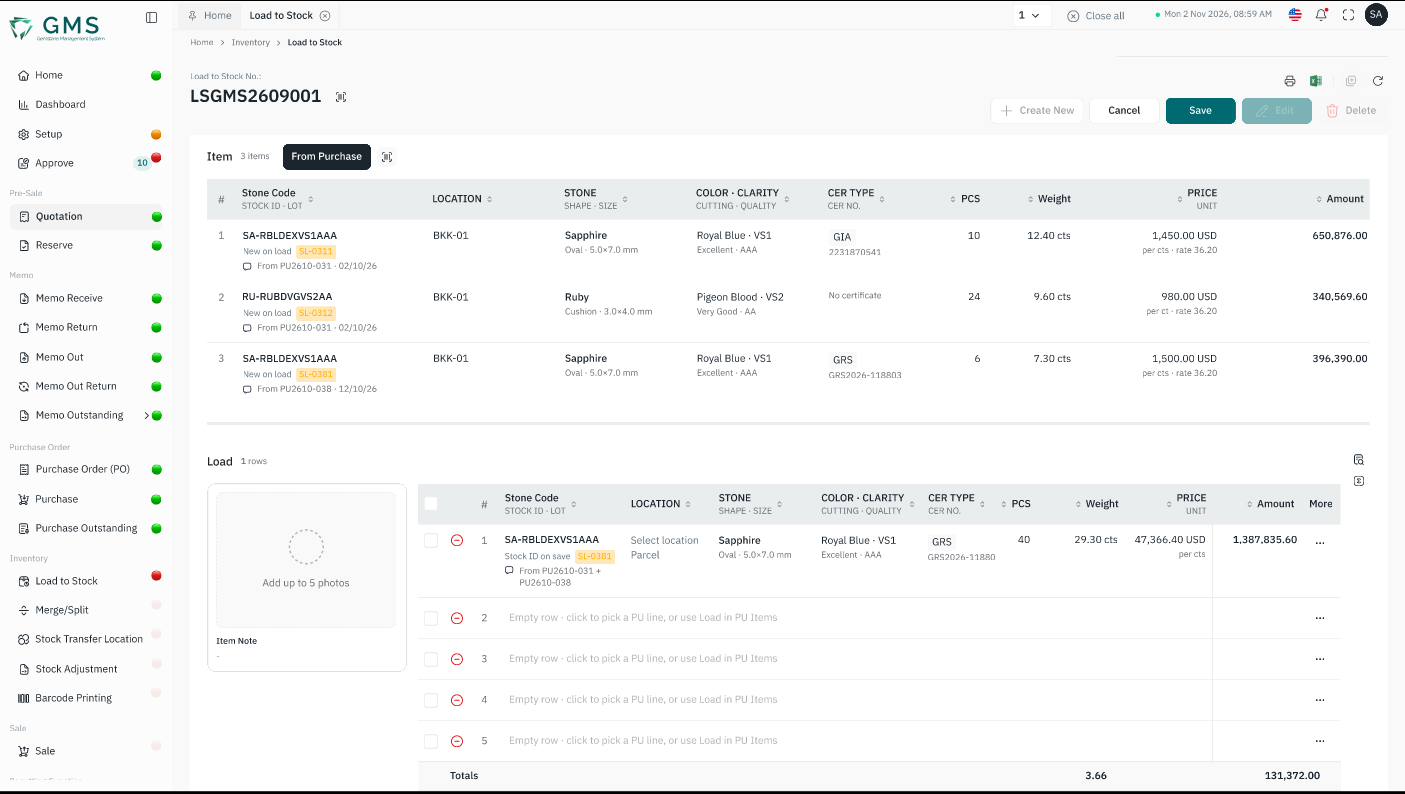 GMS
Gemstone Management System
Home
Load to Stock
1
Close all
Mon 2 Nov 2026, 08:59 AM
SA
Home > Inventory > Load to Stock
Home
Dashboard
Setup
Approve 10
Pre-Sale
Quotation
Reserve
Memo
Memo Receive
Memo Return
Memo Out
Memo Out Return
Memo Outstanding
Purchase Order
Purchase Order (PO)
Purchase
Purchase Outstanding
Inventory
Load to Stock
Merge/Split
Stock Transfer Location
Stock Adjustment
Barcode Printing
Sale
Sale
Load to Stock No.:
LSGMS2609001
Create New
Cancel
Save
Edit
Delete
Item 3 items From Purchase
# Stone Code LOCATION STONE COLOR · CLARITY CER TYPE PCS Weight PRICE Amount
STOCK ID · LOT SHAPE · SIZE CUTTING · QUALITY CER NO. UNIT
1 SA-RBLDEXVS1AAA BKK-01 Sapphire Royal Blue · VS1 GIA 10 12.40 cts 1,450.00 USD 650,876.00
New on load SL-0311 Oval · 5.0×7.0 mm Excellent · AAA 2231870541 per cts · rate 36.20
From PU2610-031 · 02/10/26
2 RU-RUBDVGVS2AA BKK-01 Ruby Pigeon Blood · VS2 No certificate 24 9.60 cts 980.00 USD 340,569.60
New on load SL-0312 Cushion · 3.0×4.0 mm Very Good · AA per ct · rate 36.20
From PU2610-031 · 02/10/26
3 SA-RBLDEXVS1AAA BKK-01 Sapphire Royal Blue · VS1 GRS 6 7.30 cts 1,500.00 USD 396,390.00
New on load SL-0381 Oval · 5.0×7.0 mm Excellent · AAA GRS2026-118803 per cts · rate 36.20
From PU2610-038 · 12/10/26
Load 1 rows
Add up to 5 photos
Item Note
-
# Stone Code LOCATION STONE COLOR · CLARITY CER TYPE PCS Weight PRICE Amount More
STOCK ID · LOT SHAPE · SIZE CUTTING · QUALITY CER NO. UNIT
1 SA-RBLDEXVS1AAA Select location Sapphire Royal Blue · VS1 GRS 40 29.30 cts 47,366.40 USD 1,387,835.60 ...
Stock ID on save SL-0381 Parcel Oval · 5.0×7.0 mm Excellent · AAA GRS2026-11880 per cts
From PU2610-031 +
PU2610-038
2 Empty row · click to pick a PU line, or use Load in PU Items ...
3 Empty row · click to pick a PU line, or use Load in PU Items ...
4 Empty row · click to pick a PU line, or use Load in PU Items ...
5 Empty row · click to pick a PU line, or use Load in PU Items ...
Totals 3.66 131,372.00